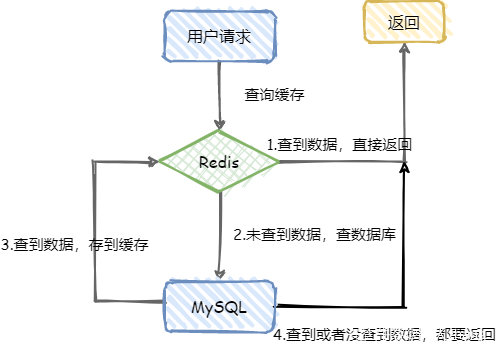 用户请求
返回
查询缓存
1.查到数据，直接返回
Redis
2.未查到数据，查数据库
3.查到数据，存到缓存
MySQL
4.查到或者没查到数据，都要返回